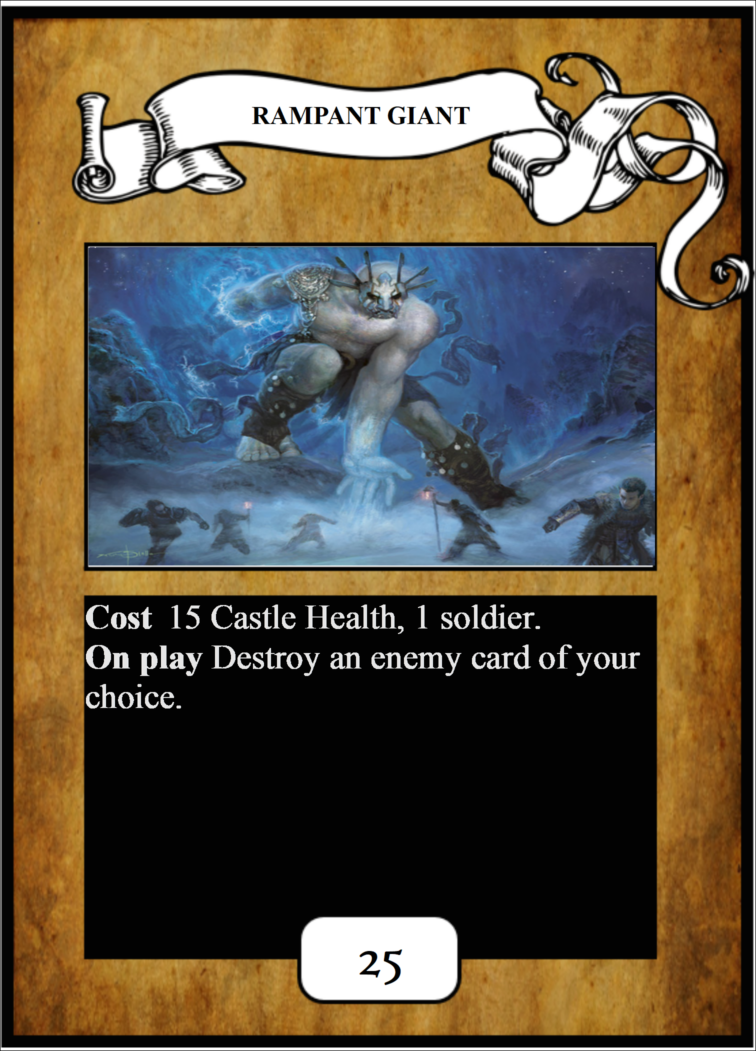 RAMPANT GIANT
Cost 15 Castle Health, 1 soldier.
On play Destroy an enemy card of your
choice.
25